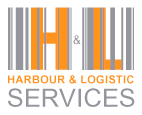 H & L
HARBOUR & LOGISTIC
SERVICES